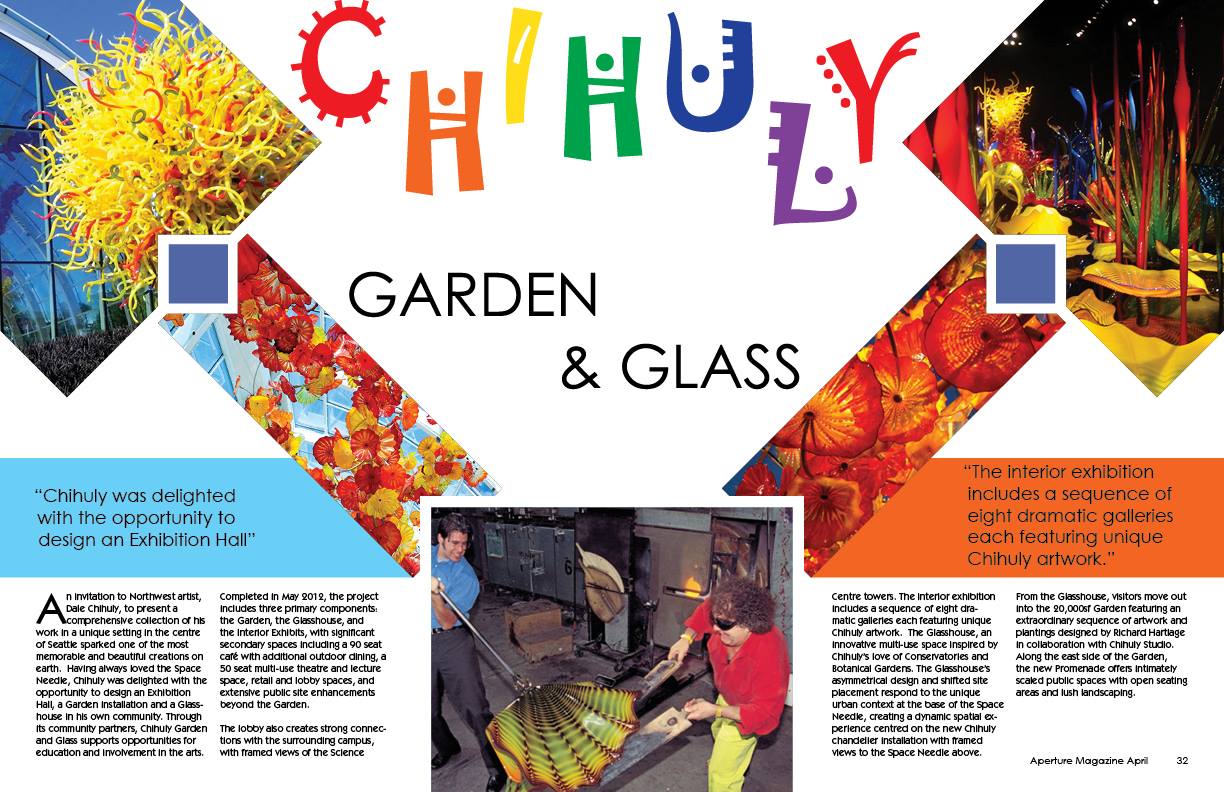 CHIHULY
GARDEN
& GLASS
“Chihuly was delighted
with the opportunity to
design an Exhibition Hall”
“The interior exhibition
includes a sequence of
eight dramatic galleries
each featuring unique
Chihuly artwork.”
An invitation to Northwest artist,
Dale Chihuly, to present a
comprehensive collection of his
work in a unique setting in the centre
of Seattle sparked one of the most
memorable and beautiful creations on
earth. Having always loved the Space
Needle, Chihuly was delighted with the
opportunity to design an Exhibition
Hall, a Garden installation and a Glass-
house in his own community. Through
its community partners, Chihuly Garden
and Glass supports opportunities for
education and involvement in the arts.
Completed in May 2012, the project
includes three primary components:
the Garden, the Glasshouse, and
the Interior Exhibits, with significant
secondary spaces including a 90 seat
café with additional outdoor dining, a
50 seat multi-use theatre and lecture
space, retail and lobby spaces, and
extensive public site enhancements
beyond the Garden.
The lobby also creates strong connec-
tions with the surrounding campus,
with framed views of the Science
6
Centre towers. The interior exhibition
includes a sequence of eight dra-
matic galleries each featuring unique
Chihuly artwork. The Glasshouse, an
innovative multi-use space inspired by
Chihuly's love of Conservatories and
Botanical Gardens. The Glasshouse's
asymmetrical design and shifted site
placement respond to the unique
urban context at the base of the Space
Needle, creating a dynamic spatial ex-
perience centred on the new Chihuly
chandelier installation with framed
views to the Space Needle above.
From the Glasshouse, visitors move out
into the 20,000sf Garden featuring an
extraordinary sequence of artwork and
plantings designed by Richard Hartlage
in collaboration with Chihuly Studio.
Along the east side of the Garden,
the new Promenade offers intimately
scaled public spaces with open seating
areas and lush landscaping.
Aperture Magazine April 32